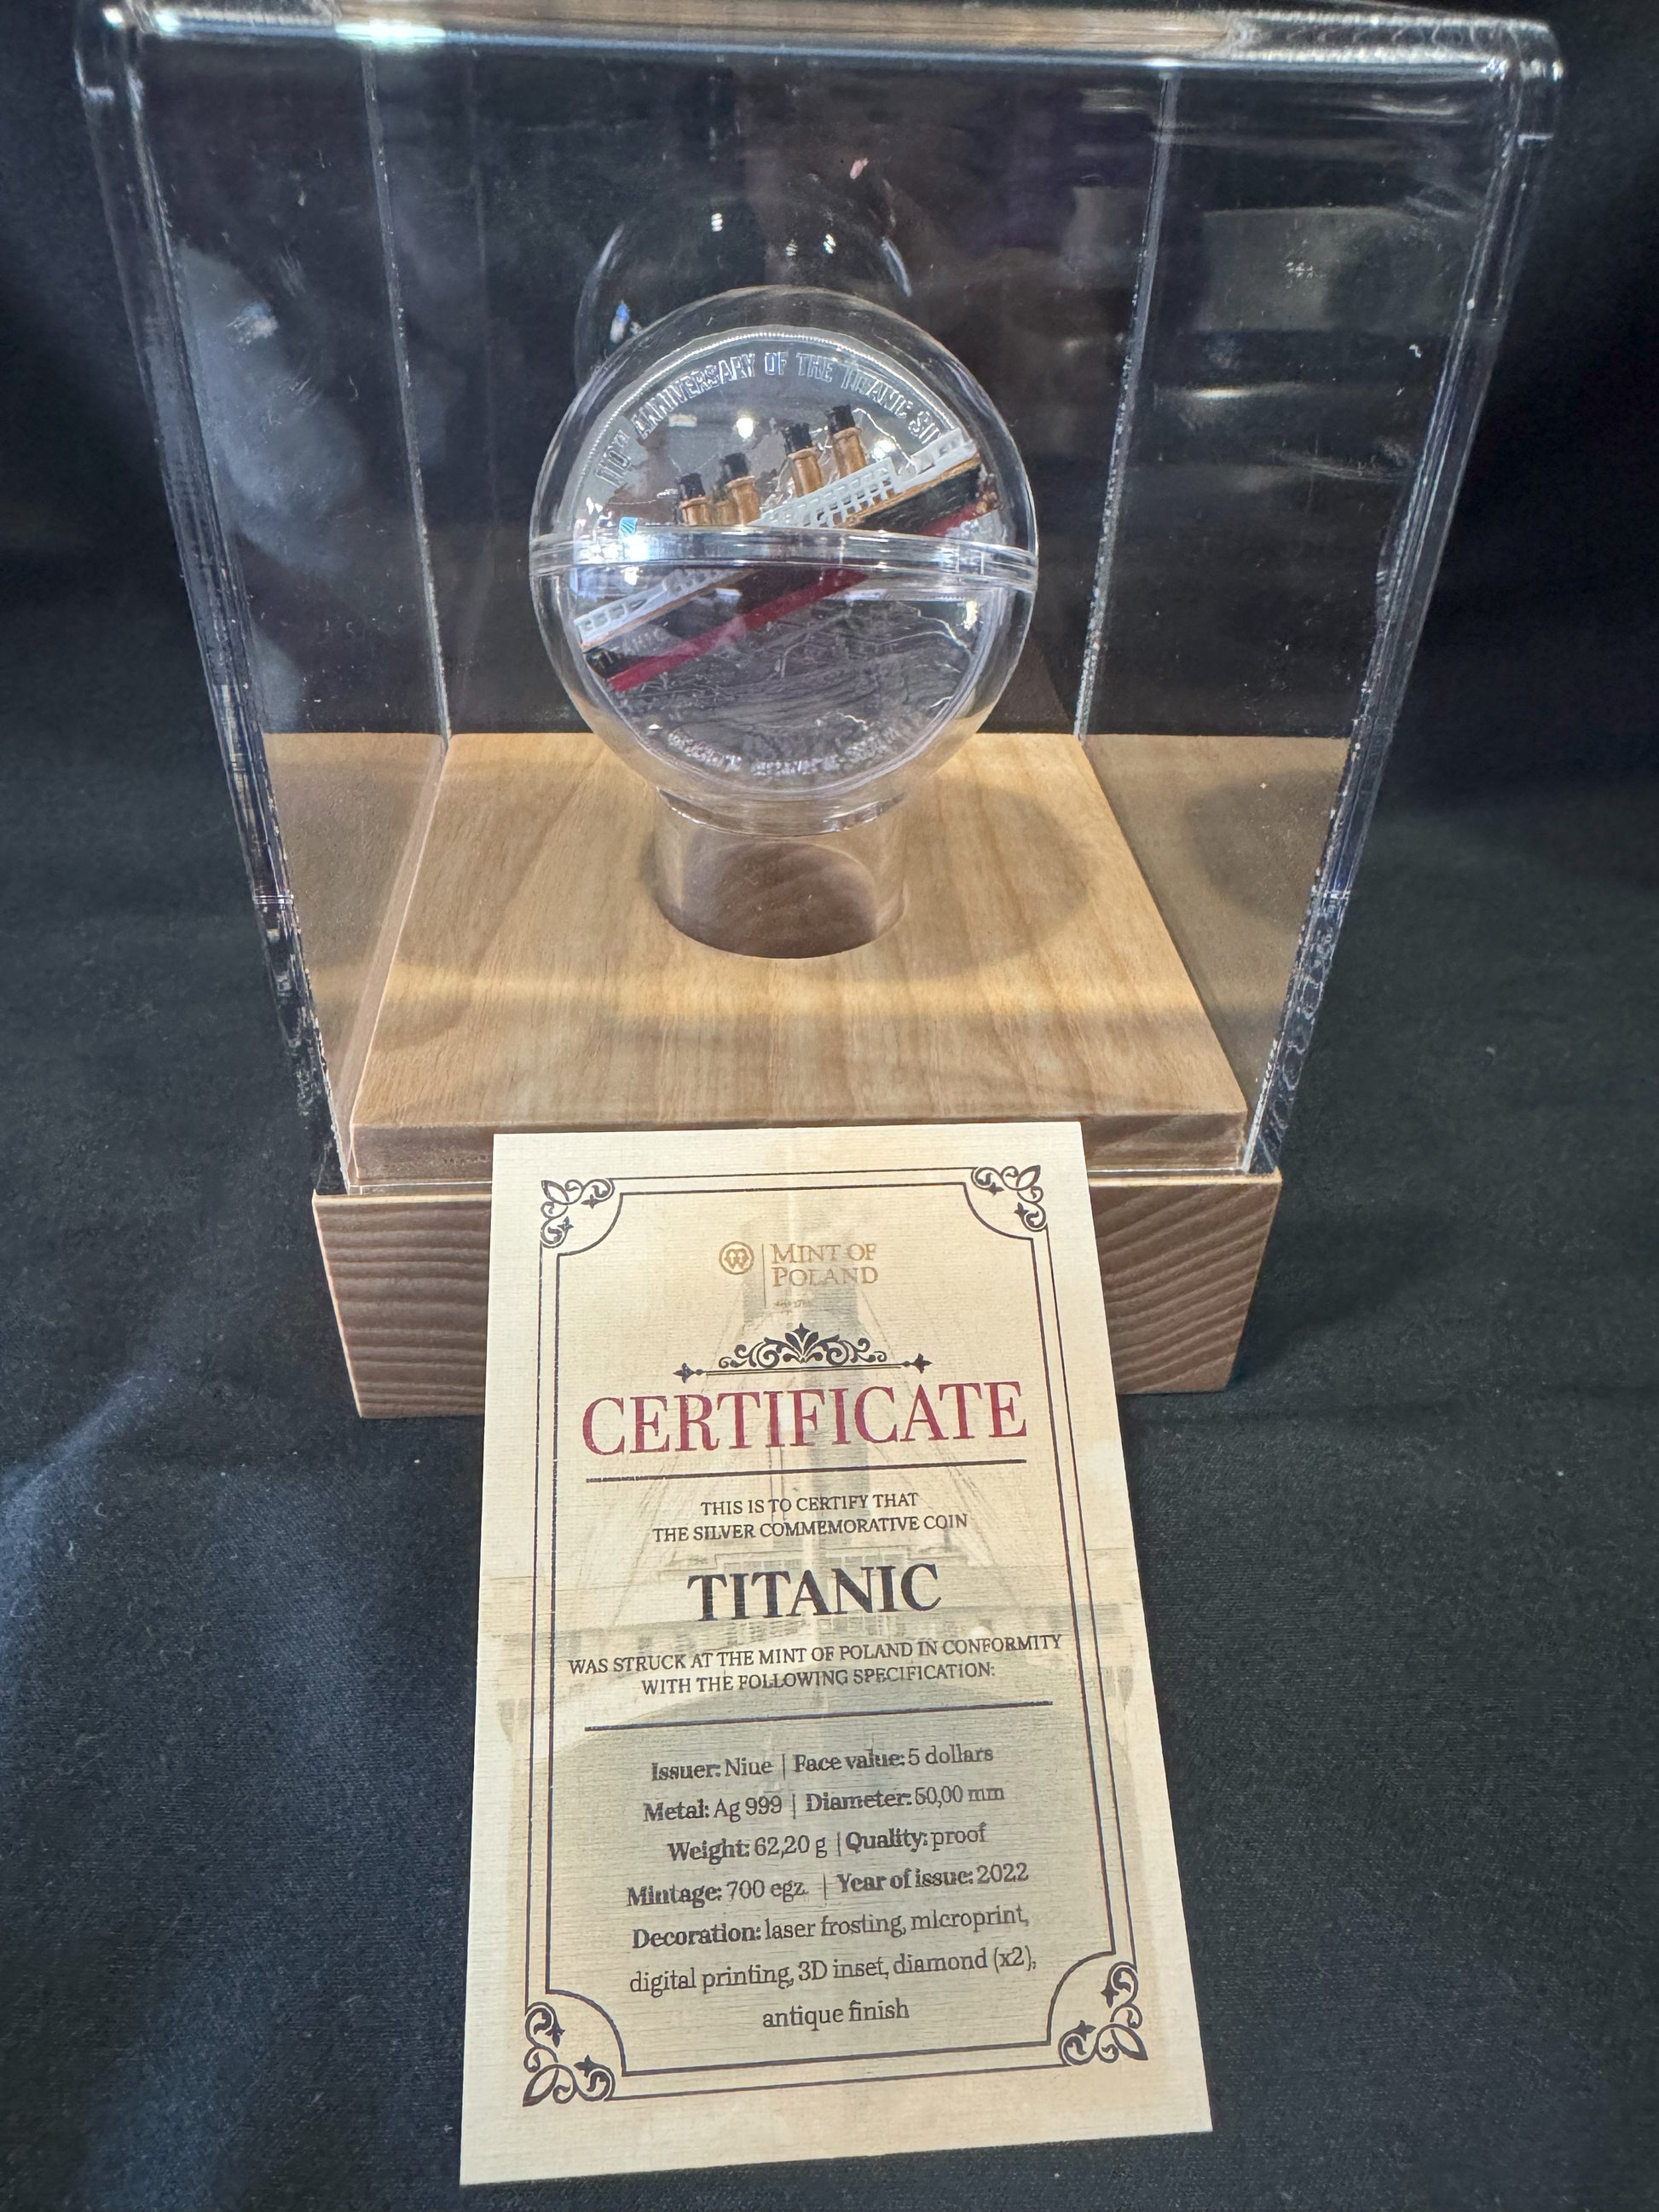 110TH ANNIVERSARY OF THE TITANIC
MINT OF
POLAND
CERTIFICATE
THIS IS TO CERTIFY THAT
THE SILVER COMMEMORATIVE COIN
TITANIC
WAS STRUCK AT THE MINT OF POLAND IN CONFORMITY
WITH THE FOLLOWING SPECIFICATION:
Issuer: Niue | Face value: 5 dollars
Metal: Ag 999 | Diameter: 50,00 mm
Weight: 62,20 g | Quality: proof
Mintage: 700 egz. | Year of issue: 2022
Decoration: laser frosting, microprint,
digital printing, 3D inset, diamond (x2),
antique finish